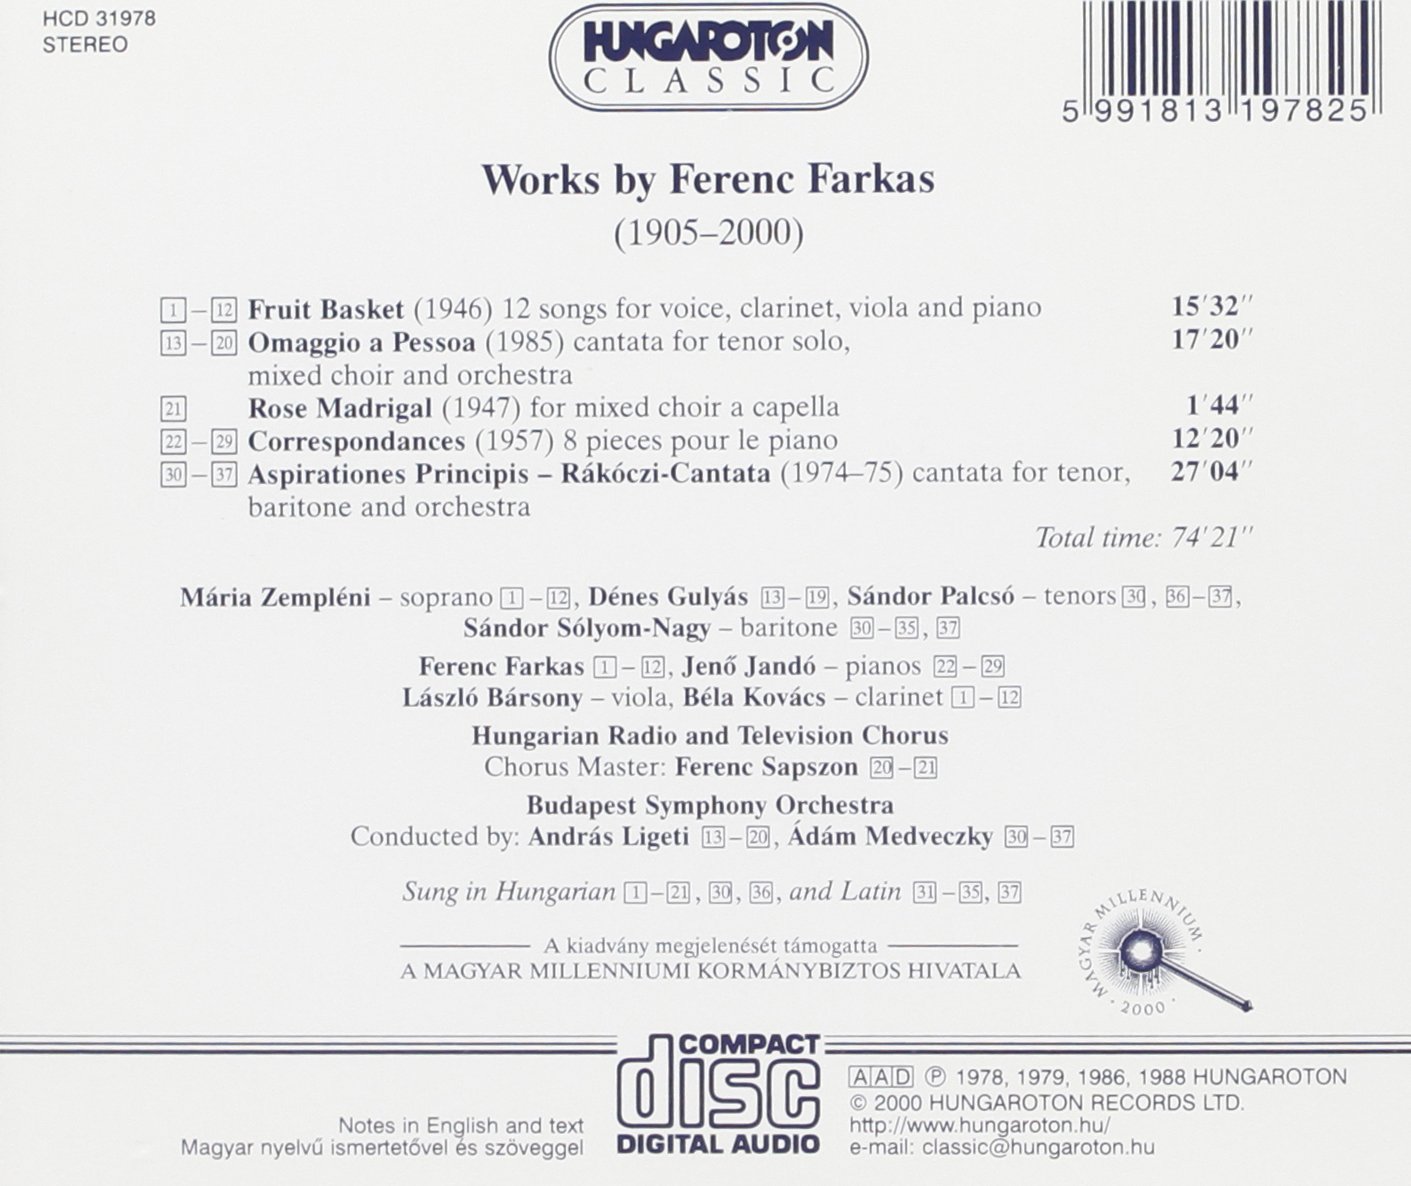 HCD 31978
STEREO
HUNGAROTON
CLASSIC
5 991813 197825
Works by Ferenc Farkas
(1905–2000)
1–12 Fruit Basket (1946) 12 songs for voice, clarinet, viola and piano 15'32''
13–20 Omaggio a Pessoa (1985) cantata for tenor solo, 17'20''
mixed choir and orchestra
21 Rose Madrigal (1947) for mixed choir a capella 1'44''
22–29 Correspondances (1957) 8 pieces pour le piano 12'20''
30–37 Aspirationes Principis – Rákóczi-Cantata (1974–75) cantata for tenor, 27'04''
baritone and orchestra
Total time: 74'21''
Mária Zempléni – soprano 1–12, Dénes Gulyás 13–19, Sándor Palcsó – tenors 30, 36–37,
Sándor Sólyom-Nagy – baritone 30–35, 37
Ferenc Farkas 1–12, Jenő Jandó – pianos 22–29
László Bársony – viola, Béla Kovács – clarinet 1–12
Hungarian Radio and Television Chorus
Chorus Master: Ferenc Sapszon 20–21
Budapest Symphony Orchestra
Conducted by: András Ligeti 13–20, Ádám Medveczky 30–37
Sung in Hungarian 1–21, 30, 36, and Latin 31–35, 37
A kiadvány megjelenését támogatta
A MAGYAR MILLENNIUMI KORMÁNYBIZTOS HIVATALA
MAGYAR MILLENNIUM · 2000 ·
Notes in English and text
Magyar nyelvű ismertetővel és szöveggel
COMPACT
disc
DIGITAL AUDIO
AAD ℗ 1978, 1979, 1986, 1988 HUNGAROTON
© 2000 HUNGAROTON RECORDS LTD.
http://www.hungaroton.hu/
e-mail: classic@hungaroton.hu